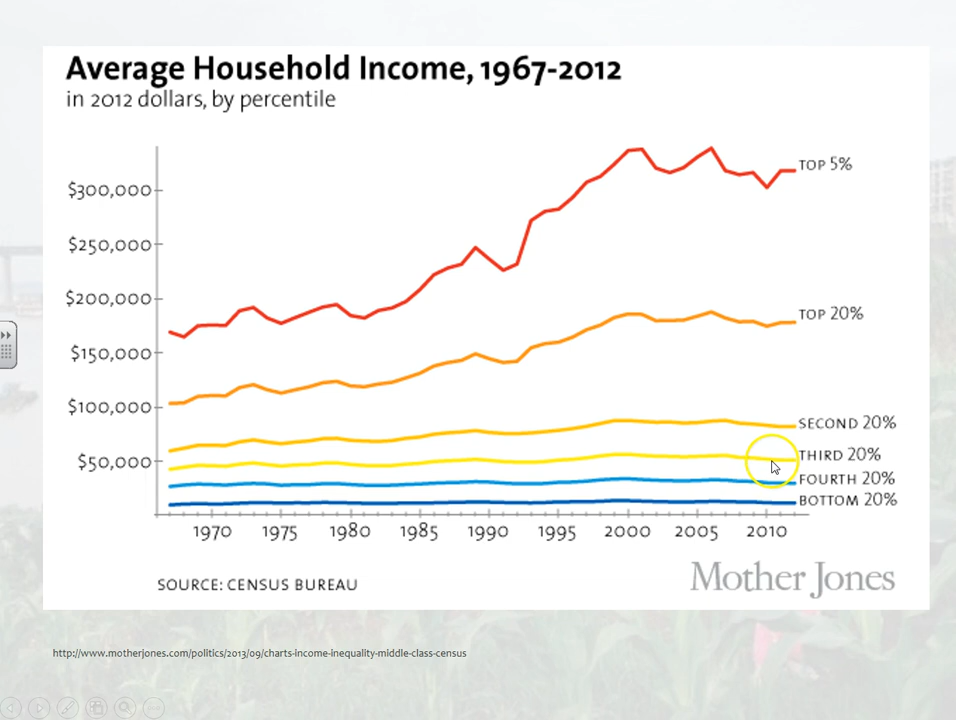 Average Household Income, 1967-2012
in 2012 dollars, by percentile
$300,000
$250,000
$200,000
$150,000
$100,000
$50,000
TOP 5%
TOP 20%
SECOND 20%
THIRD 20%
FOURTH 20%
BOTTOM 20%
1970 1975 1980 1985 1990 1995 2000 2005 2010
SOURCE: CENSUS BUREAU
Mother Jones
http://www.motherjones.com/politics/2013/09/charts-income-inequality-middle-class-census